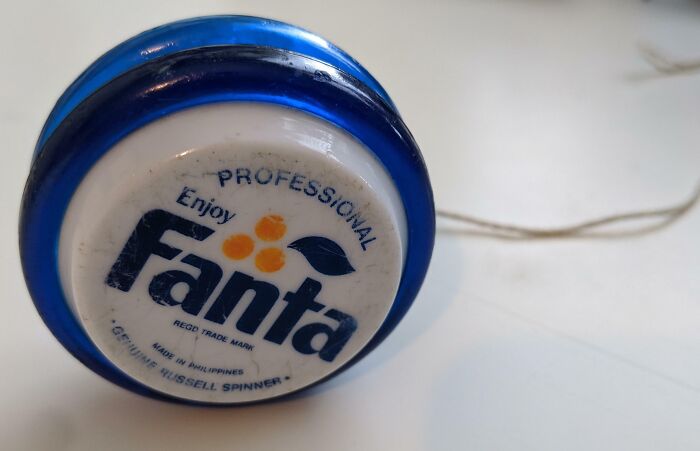 PROFESSIONAL
Enjoy
Fanta
REGD TRADE MARK
MADE IN PHILIPPINES
• GENUINE RUSSELL SPINNER •